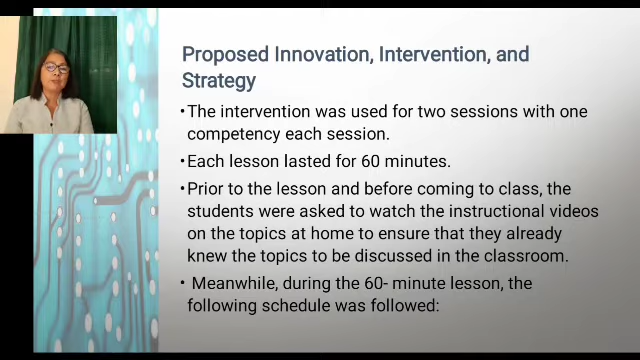 Proposed Innovation, Intervention, and
Strategy
•The intervention was used for two sessions with one
competency each session.
•Each lesson lasted for 60 minutes.
•Prior to the lesson and before coming to class, the
students were asked to watch the instructional videos
on the topics at home to ensure that they already
knew the topics to be discussed in the classroom.
• Meanwhile, during the 60- minute lesson, the
following schedule was followed: